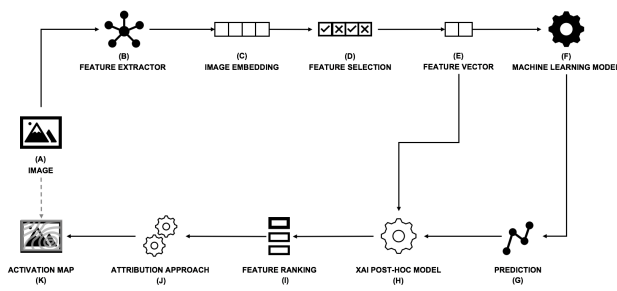 (B)
FEATURE EXTRACTOR
(C)
IMAGE EMBEDDING
(D)
FEATURE SELECTION
(E)
FEATURE VECTOR
(F)
MACHINE LEARNING MODEL
(A)
IMAGE
ACTIVATION MAP
(K)
ATTRIBUTION APPROACH
(J)
FEATURE RANKING
(I)
XAI POST-HOC MODEL
(H)
PREDICTION
(G)